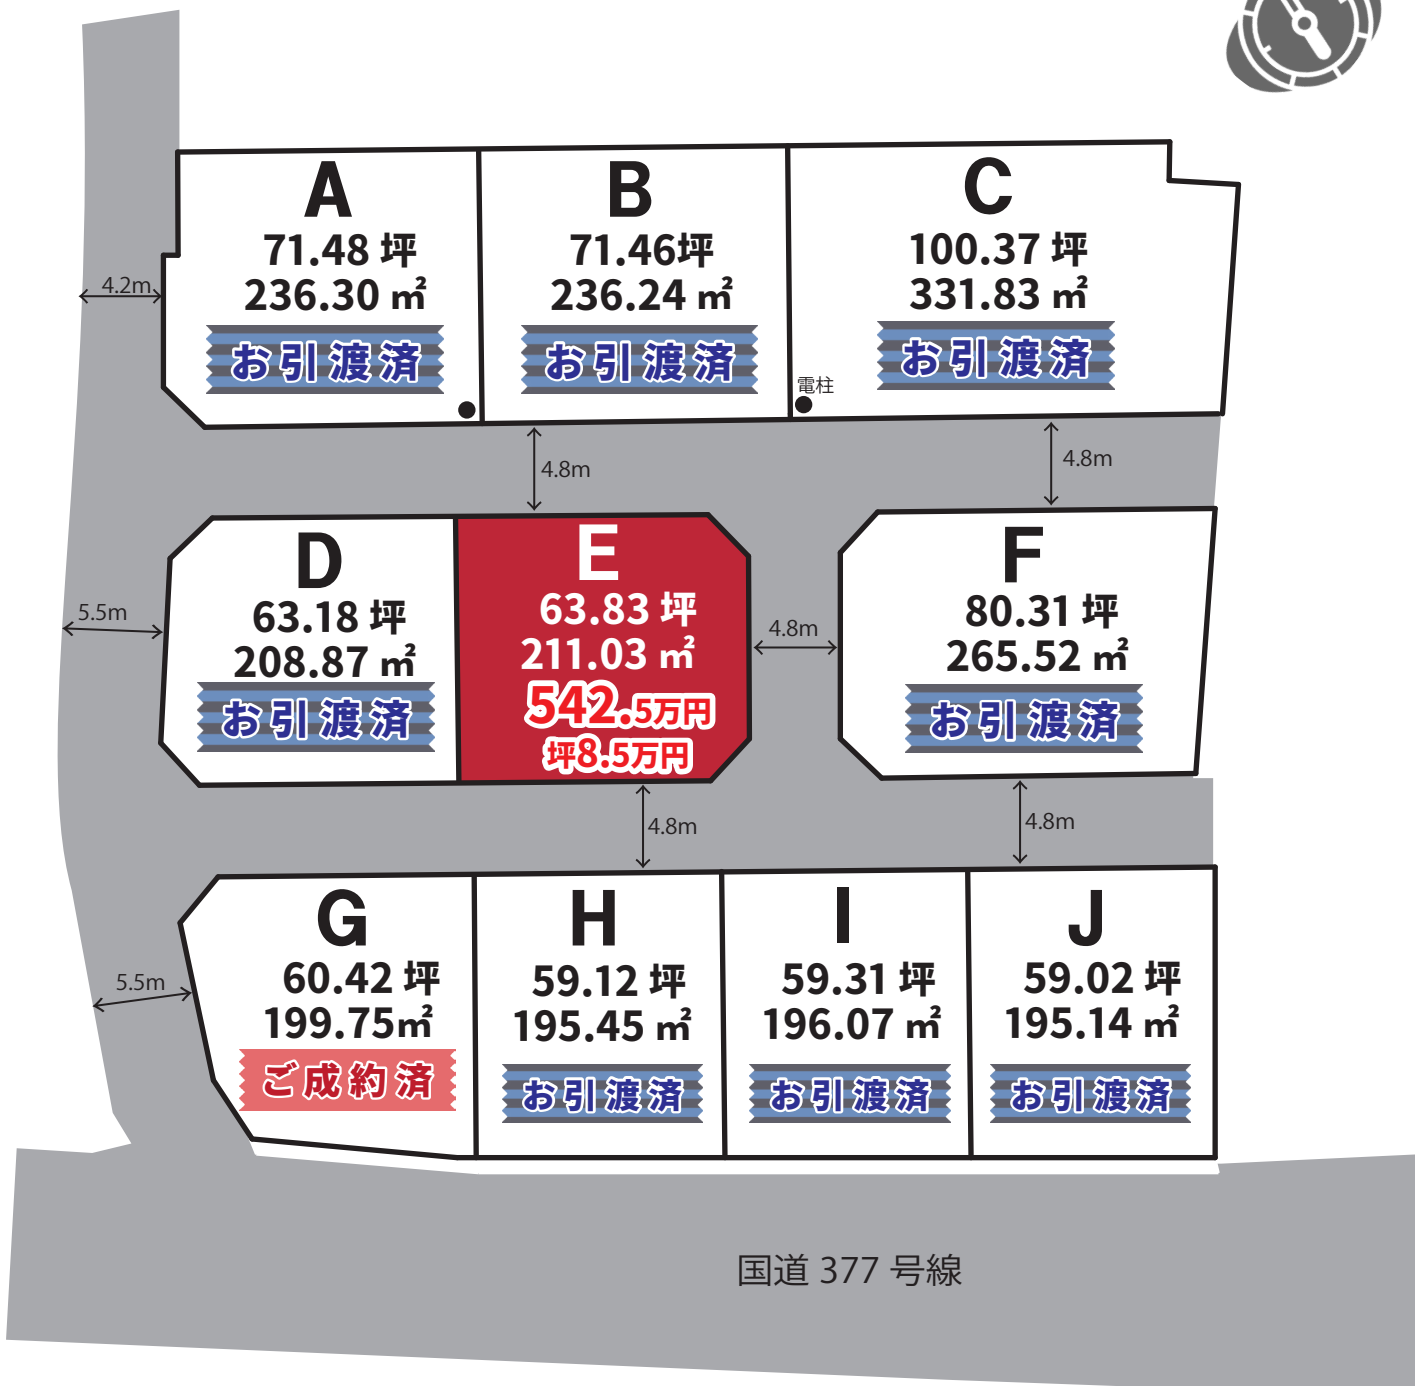 A
71.48 坪
236.30 ㎡
お引渡済
B
71.46坪
236.24 ㎡
お引渡済
C
100.37 坪
331.83 ㎡
お引渡済
電柱
4.2m
4.8m
4.8m
D
63.18 坪
208.87 ㎡
お引渡済
E
63.83 坪
211.03 ㎡
542.5万円
坪8.5万円
F
80.31 坪
265.52 ㎡
お引渡済
5.5m
4.8m
4.8m
4.8m
G
60.42 坪
199.75㎡
ご成約済
H
59.12 坪
195.45 ㎡
お引渡済
I
59.31 坪
196.07 ㎡
お引渡済
J
59.02 坪
195.14 ㎡
お引渡済
5.5m
国道 377 号線